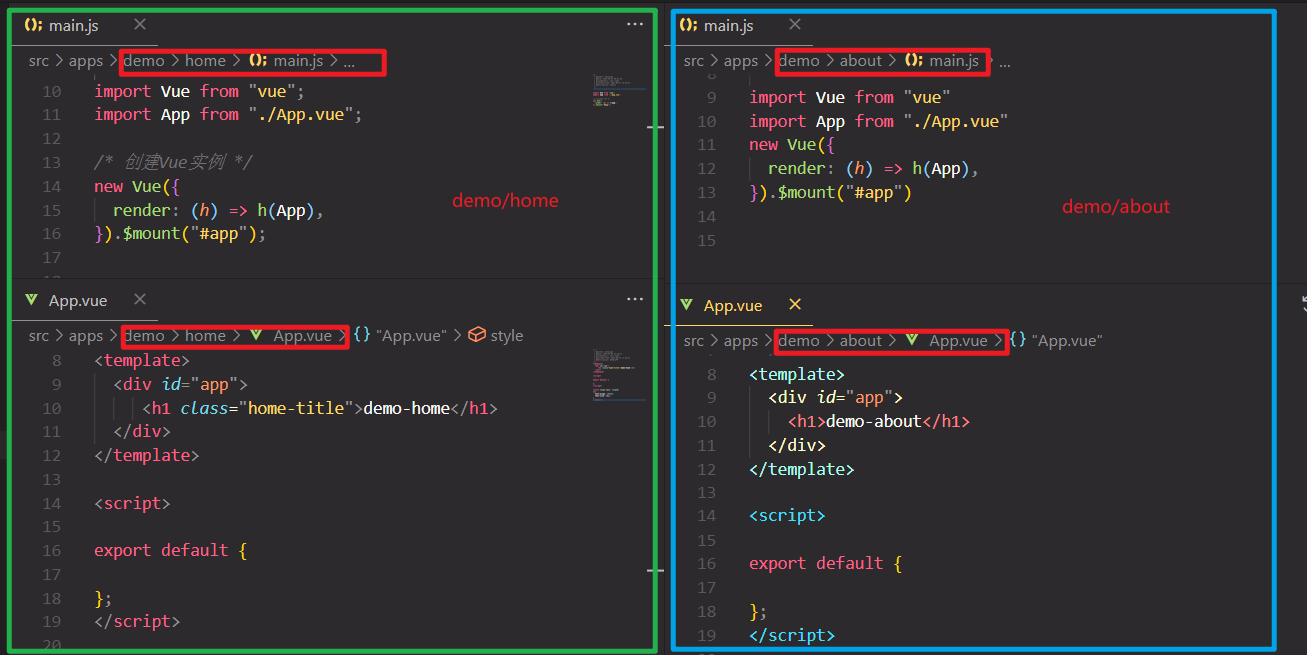 main.js
src > apps > demo > home > main.js > ...
10 import Vue from "vue";
11 import App from "./App.vue";
12
13 /* 创建Vue实例 */
14 new Vue({
15 render: (h) => h(App),
16 }).$mount("#app");
17
demo/home
App.vue
src > apps > demo > home > App.vue > {} "App.vue" > style
8 <template>
9 <div id="app">
10 <h1 class="home-title">demo-home</h1>
11 </div>
12 </template>
13
14 <script>
15
16 export default {
17
18 };
19 </script>
20
main.js
src > apps > demo > about > main.js > ...
9 import Vue from "vue"
10 import App from "./App.vue"
11 new Vue({
12 render: (h) => h(App),
13 }).$mount("#app")
14
15
demo/about
App.vue
src > apps > demo > about > App.vue > {} "App.vue"
8 <template>
9 <div id="app">
10 <h1>demo-about</h1>
11 </div>
12 </template>
13
14 <script>
15
16 export default {
17
18 };
19 </script>